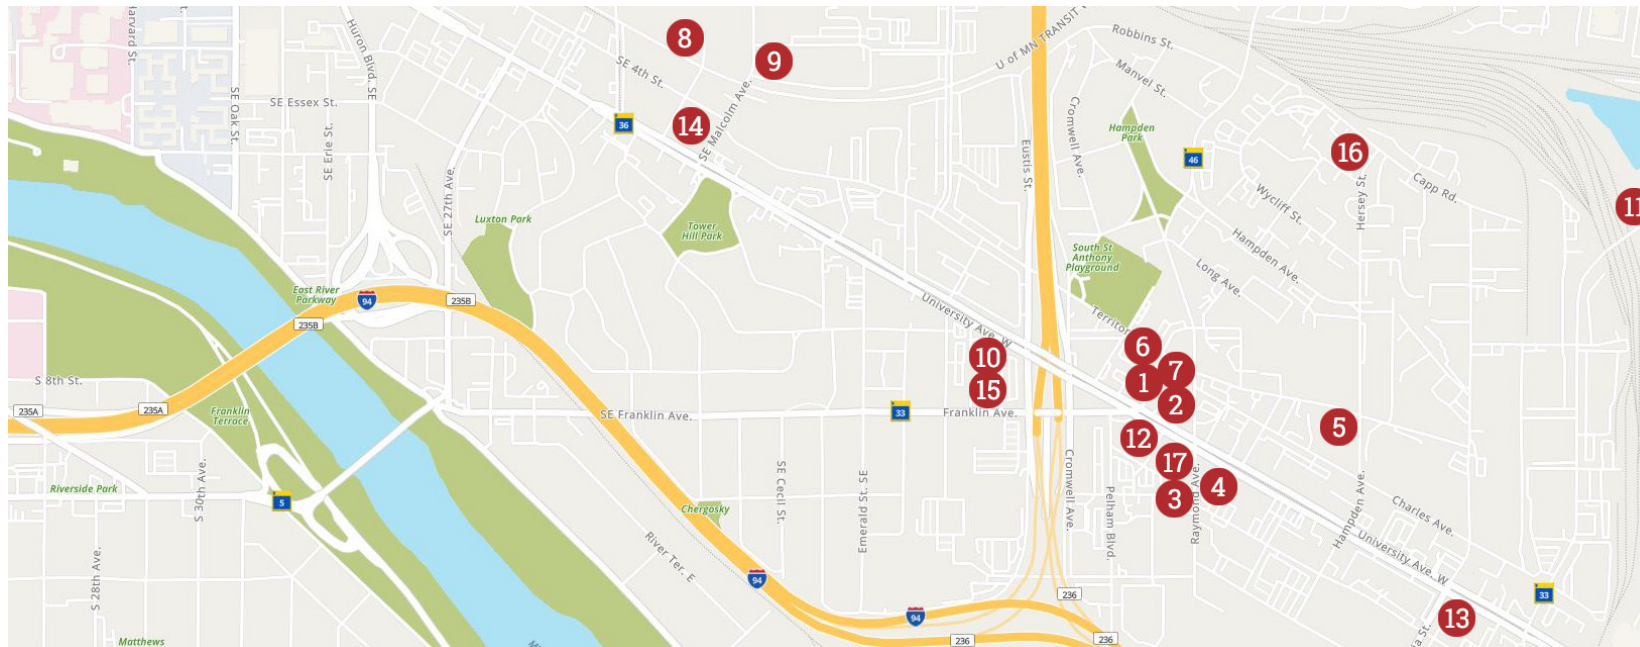 Harvard St.
Huron Blvd. SE
SE Oak St.
SE Essex St.
SE Erie St.
SE 27th Ave.
8
9
SE 4th St.
SE Malcolm Ave.
36
14
U of MN TRANSIT
Robbins St.
Manvel St.
Cromwell Ave.
Eustis St.
Hampden
Park
46
16
Hersey St.
Capp Rd.
Wycliff St.
11
Luxton Park
Tower
Hill Park
South St
Anthony
Playground
Hampden Ave.
Long Ave.
East River
Parkway
94
235B
235B
University Ave. W
Territor
6
10
7
1
15
2
S 8th St.
235A
235A
Franklin
Terrace
SE Franklin Ave.
33
Franklin Ave.
12
5
17
4
3
Riverside Park
S 30th Ave.
5
SE Cecil St.
Emerald St. SE
Cromwell Ave.
Pelham Blvd.
Raymond Ave.
Hampden Ave.
Charles Ave.
University Ave. W
Chergosky
River Ter. E
S 28th Ave.
94
94
236
236
236
33
13
Matthews